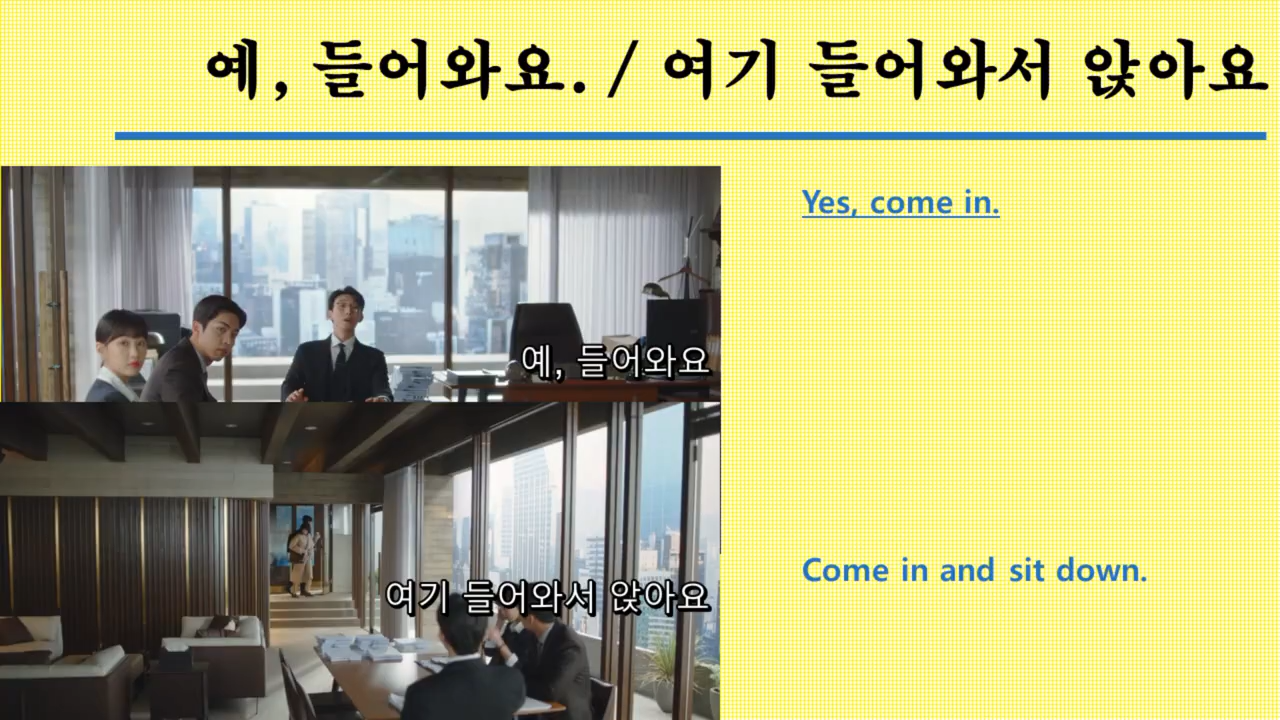 예, 들어와요. / 여기 들어와서 앉아요
Yes, come in.
예, 들어와요
여기 들어와서 앉아요
Come in and sit down.